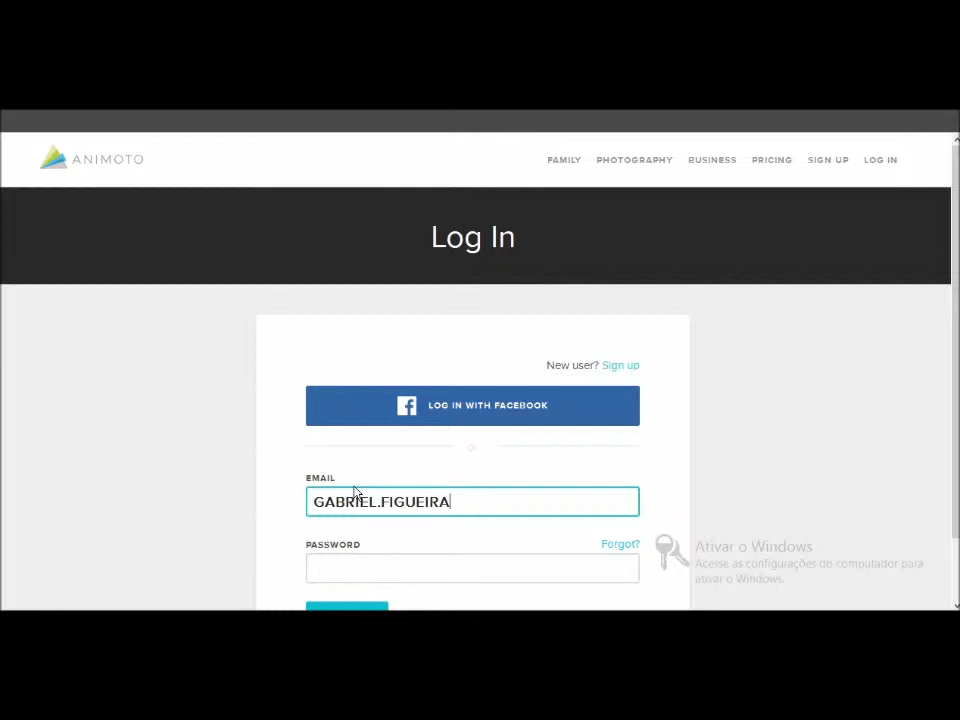 ANIMOTO
FAMILY PHOTOGRAPHY BUSINESS PRICING SIGN UP LOG IN
Log In
New user? Sign up
LOG IN WITH FACEBOOK
or
EMAIL
GABRIEL.FIGUEIRA
PASSWORD Forgot?
Ativar o Windows
Acesse as configurações do computador para
ativar o Windows.